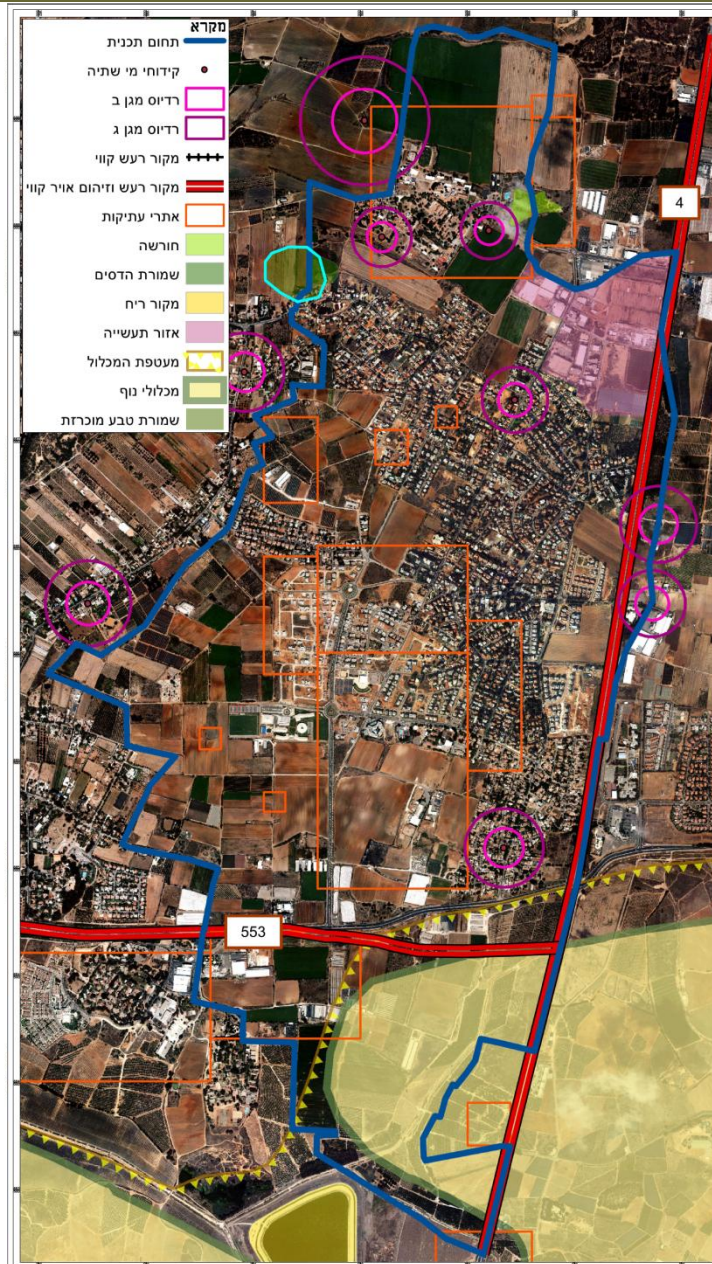 מקרא
תחום תכנית
קידוחי מי שתיה
רדיוס מגן ב
רדיוס מגן ג
מקור רעש קווי
מקור רעש וזיהום אויר קווי
אתרי עתיקות
חורשה
שמורת הדסים
מקור ריח
אזור תעשייה
מעטפת המכלול
מכלולי נוף
שמורת טבע מוכרזת
4
553